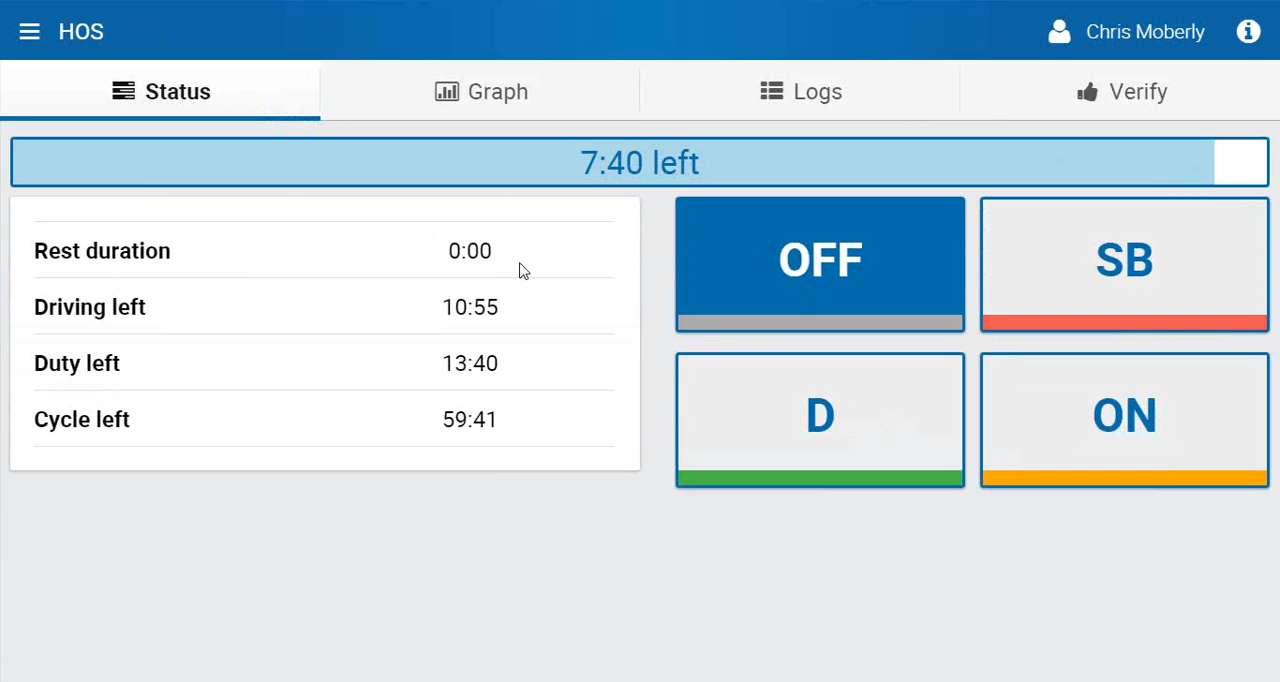 HOS
Chris Moberly
Status
Graph
Logs
Verify
7:40 left
Rest duration 0:00
Driving left 10:55
Duty left 13:40
Cycle left 59:41
OFF
SB
D
ON